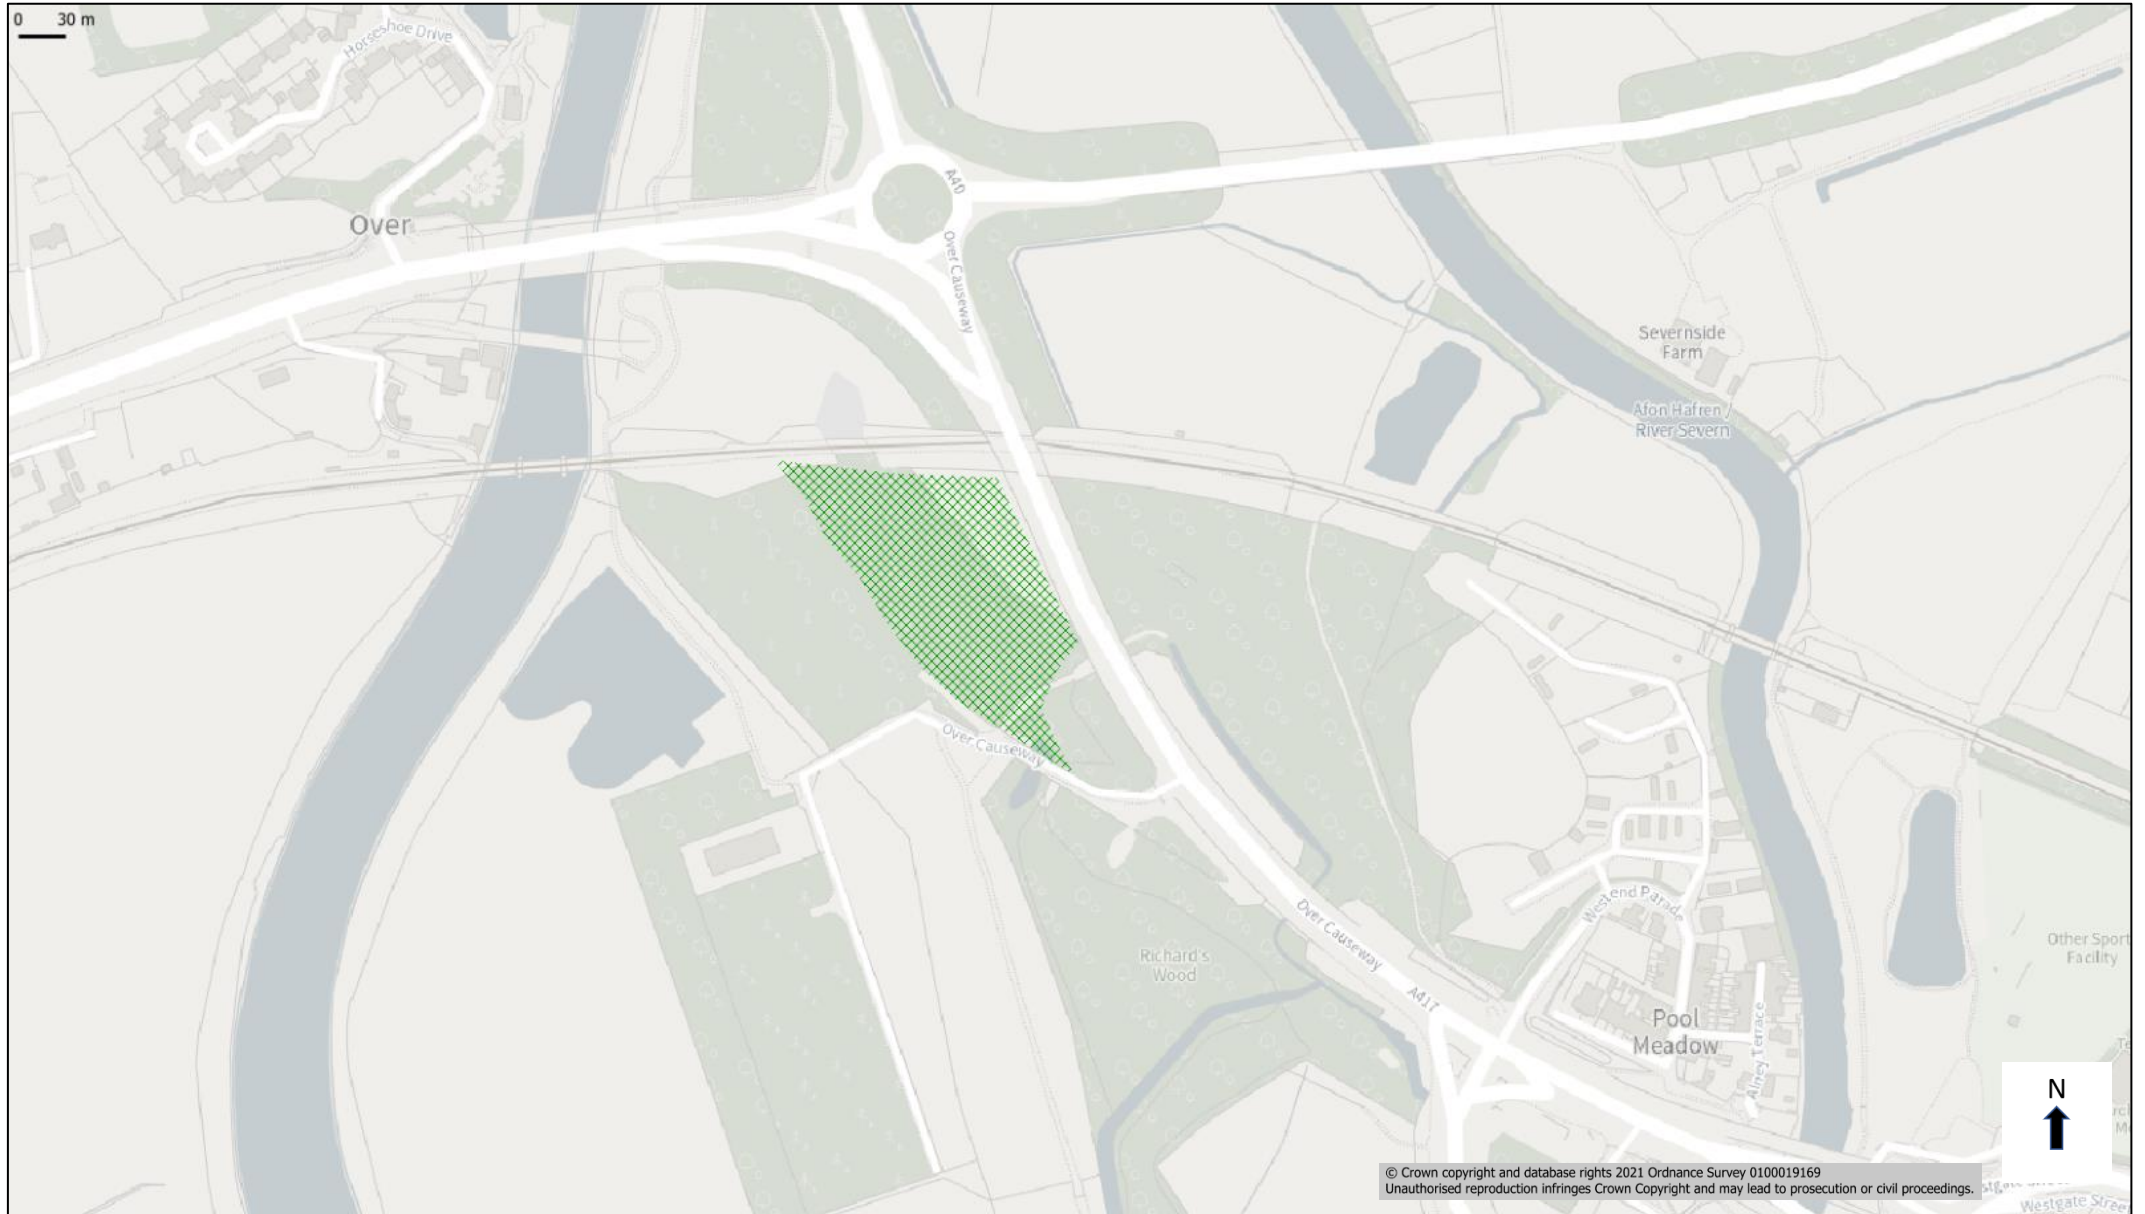 0 30 m
Horseshoe Drive
Over
A40
Over Causeway
Severnside
Farm
Afon Hafren /
River Severn
Over Causeway
Richard's
Wood
Over Causeway
A417
Westend Parade
Pool
Meadow
Alney Terrace
Other Sport
Facility
N
© Crown copyright and database rights 2021 Ordnance Survey 0100019169
Unauthorised reproduction infringes Crown Copyright and may lead to prosecution or civil proceedings.
Westgate Stree